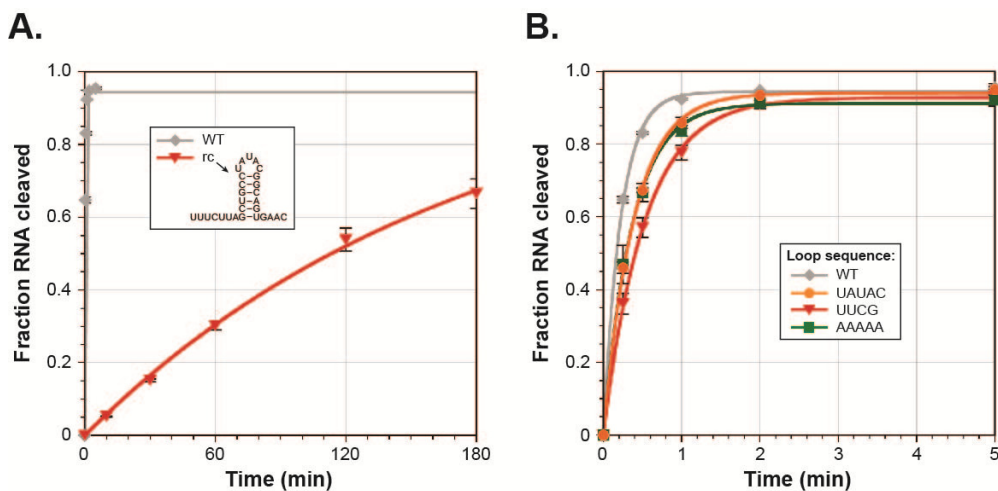 A.
B.
Fraction RNA cleaved
1.0
0.8
0.6
0.4
0.2
0
0
60
120
180
Time (min)
WT
rc
U
A A
U C
C–G
C–G
G–C
U–A
C–G
UUUCUUAG–UGAAC
Fraction RNA cleaved
1.0
0.8
0.6
0.4
0.2
0
0
1
2
3
4
5
Time (min)
Loop sequence:
WT
UAUAC
UUCG
AAAAA